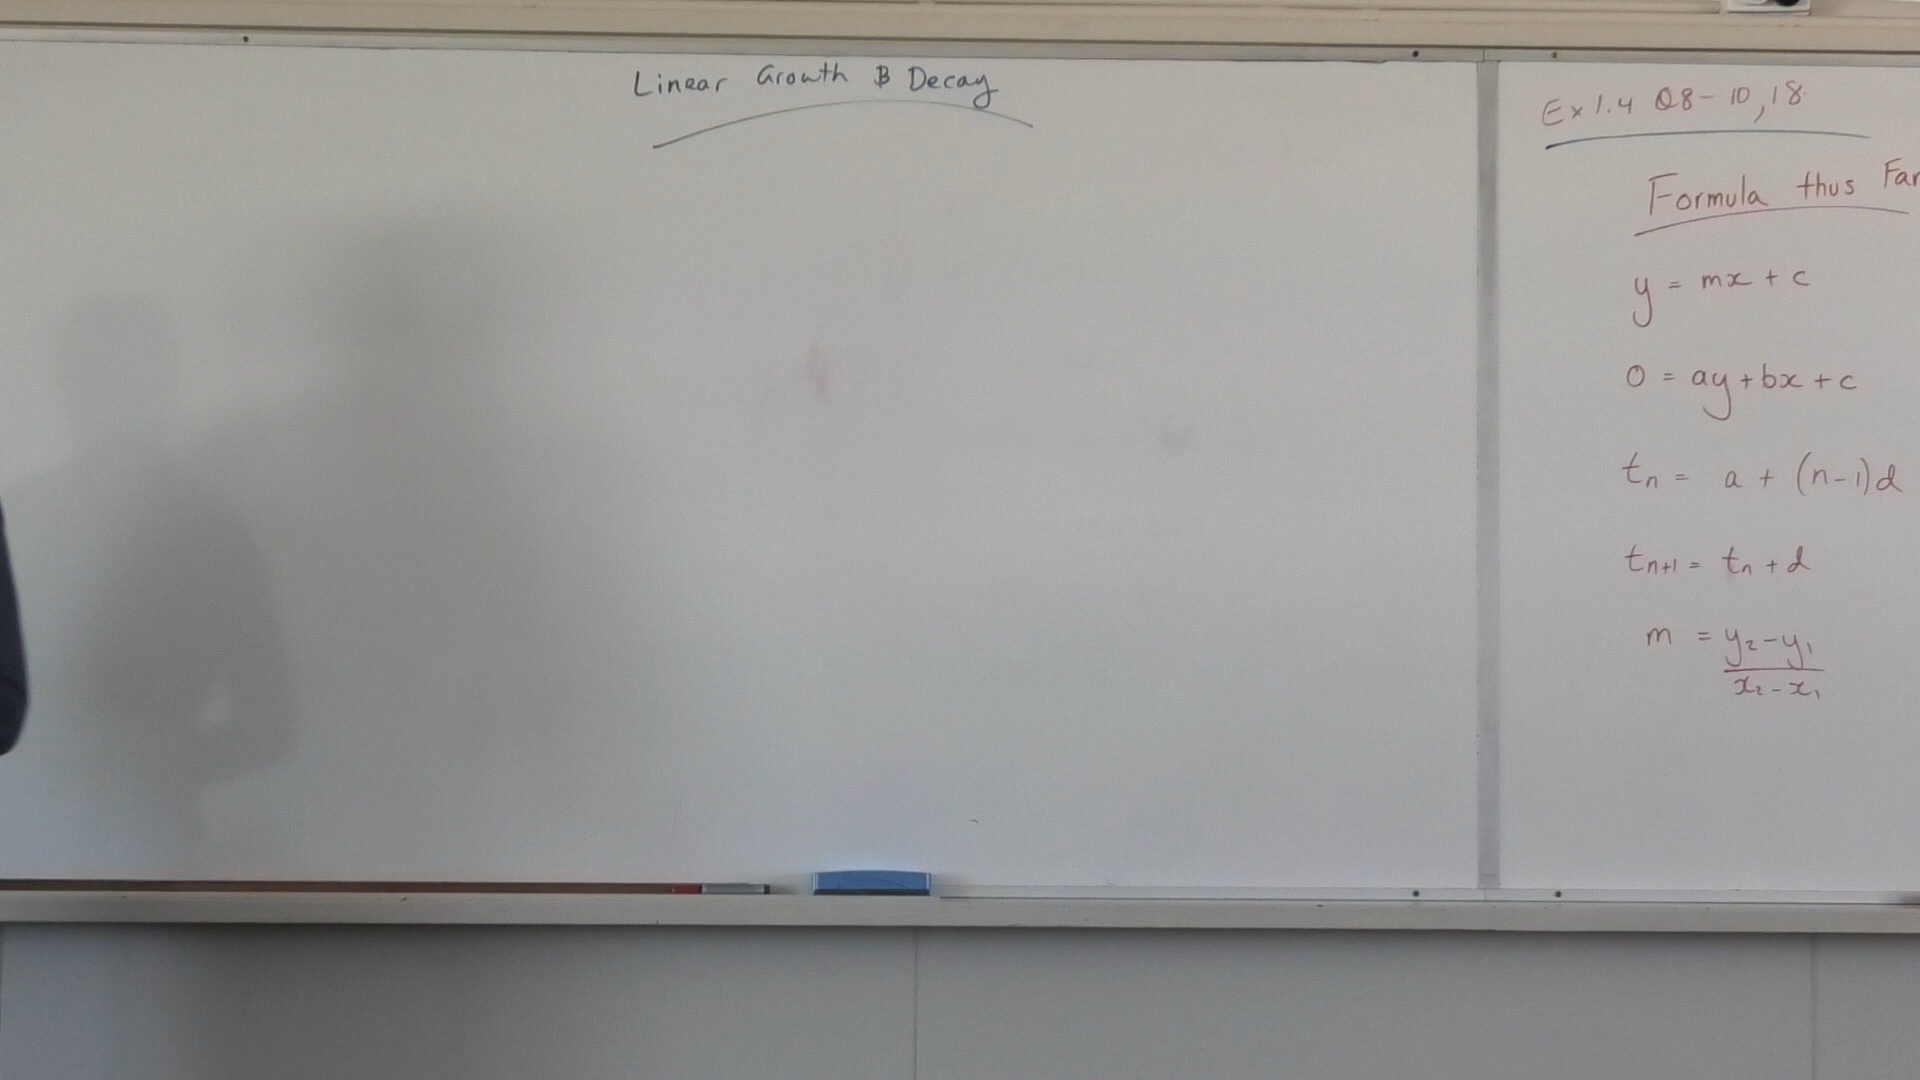 Linear Growth & Decay
Ex 1.4 Q8-10,18
Formula thus Far
y = mx + c
0 = ay + bx + c
tn = a + (n-1)d
tn+1 = tn + d
m = y2-y1
x2-x1